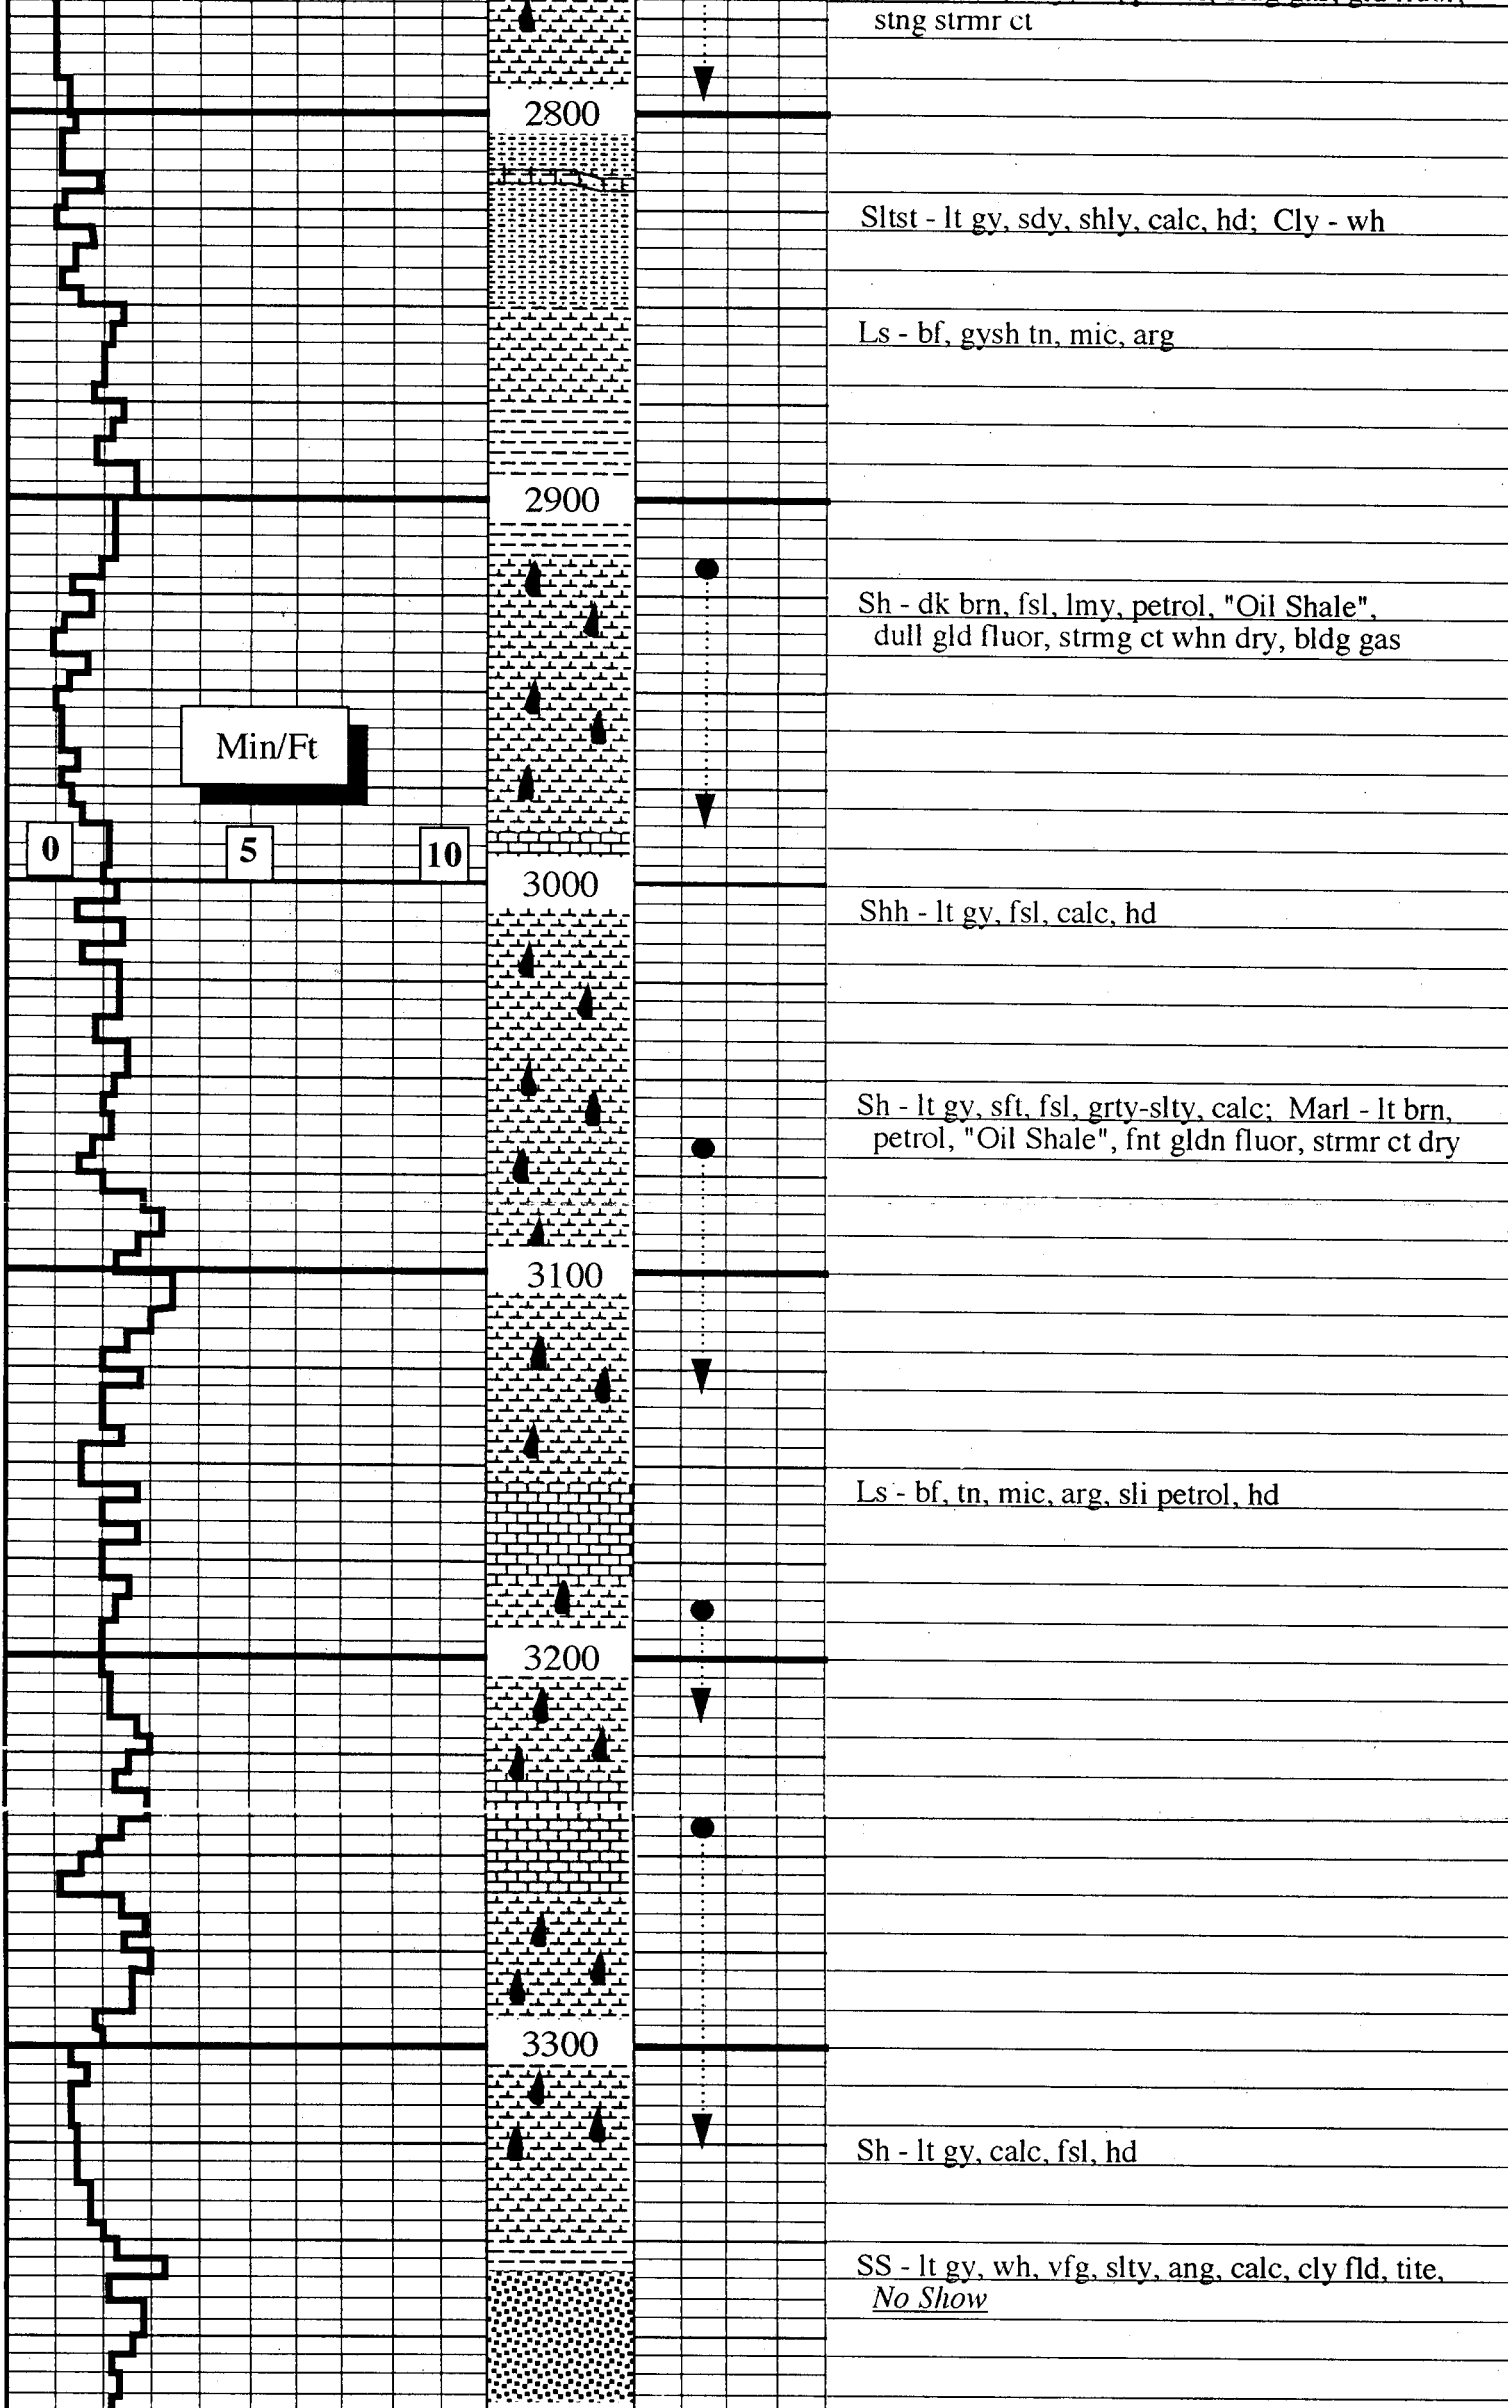 stng strmr ct
2800
Sltst - lt gy, sdy, shly, calc, hd; Cly - wh
Ls - bf, gysh tn, mic, arg
2900
Sh - dk brn, fsl, lmy, petrol, "Oil Shale",
dull gld fluor, strmg ct whn dry, bldg gas
Min/Ft
0 5 10
3000
Shh - lt gy, fsl, calc, hd
Sh - lt gy, sft, fsl, grty-slty, calc; Marl - lt brn,
petrol, "Oil Shale", fnt gldn fluor, strmr ct dry
3100
Ls - bf, tn, mic, arg, sli petrol, hd
3200
3300
Sh - lt gy, calc, fsl, hd
SS - lt gy, wh, vfg, slty, ang, calc, cly fld, tite,
No Show